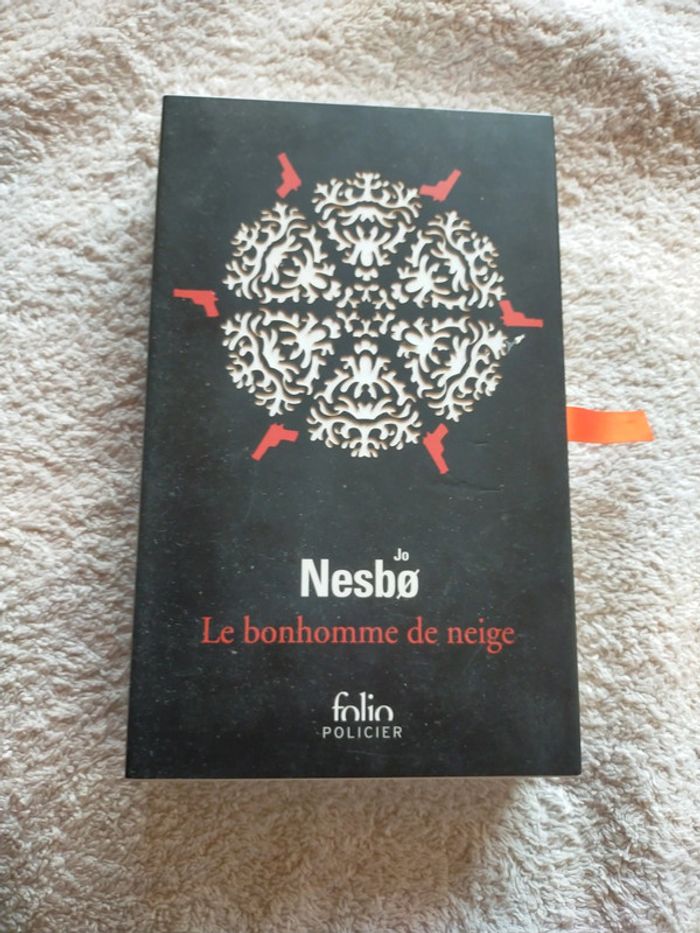 Jo
Nesbø
Le bonhomme de neige
folio
POLICIER